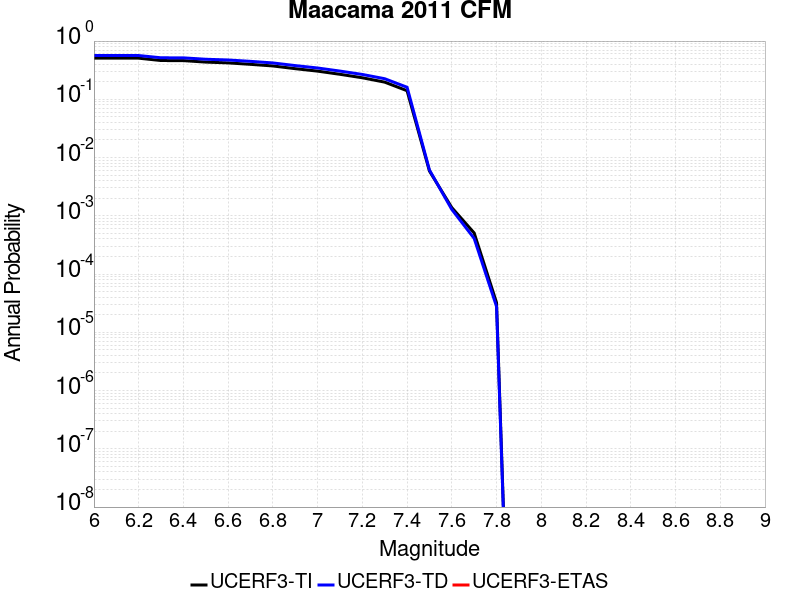 Maacama 2011 CFM
10^0
10^-1
10^-2
10^-3
10^-4
10^-5
10^-6
10^-7
10^-8
Annual Probability
6 6.2 6.4 6.6 6.8 7 7.2 7.4 7.6 7.8 8 8.2 8.4 8.6 8.8 9
Magnitude
UCERF3-TI UCERF3-TD UCERF3-ETAS